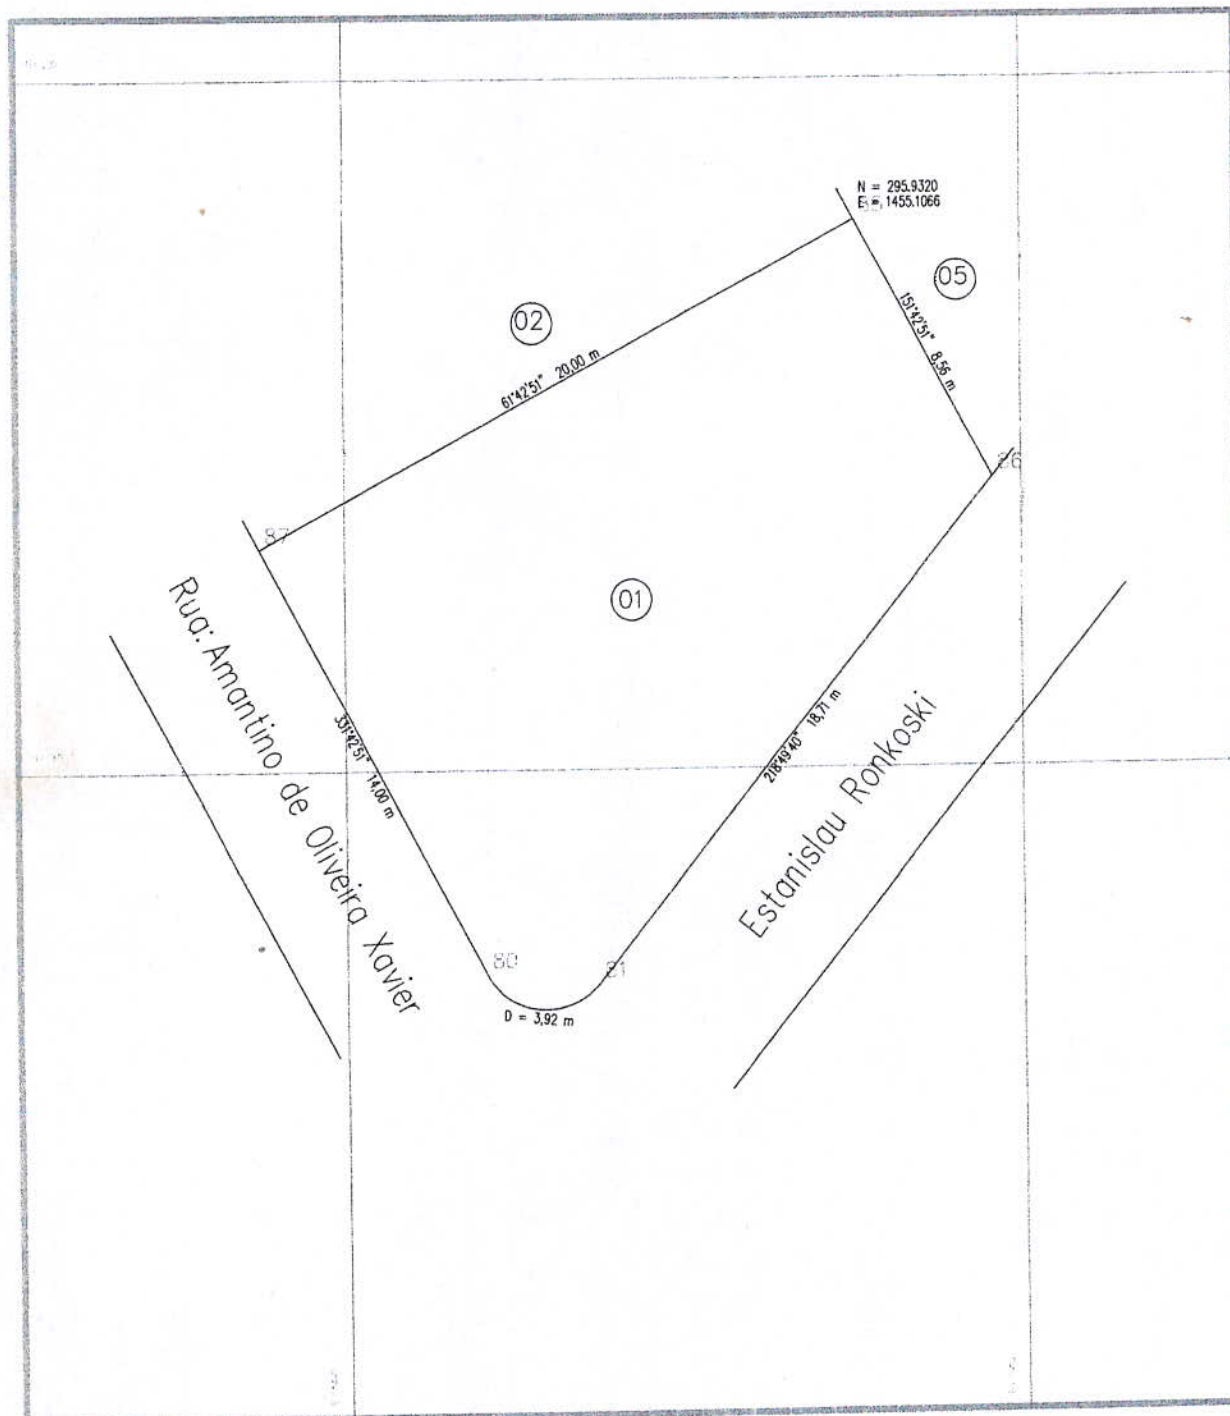 N = 295.9320
E = 1455.1066
05
02
151°42'51" 8,56 m
61°42'51" 20,00 m
86
87
01
Rua: Amantino de Oliveira Xavier
331°42'51" 14,00 m
218°49'40" 18,71 m
Estanislau Ronkoski
80
81
D = 3,92 m